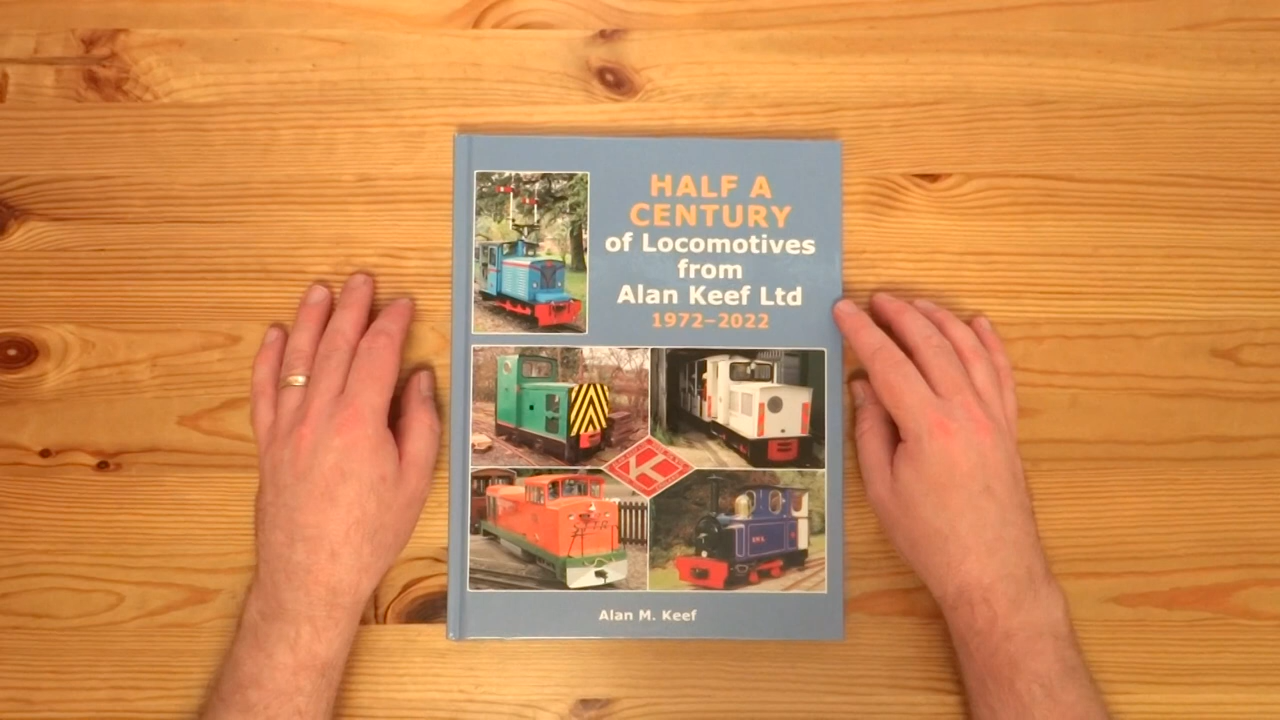 HALF A
CENTURY
of Locomotives
from
Alan Keef Ltd
1972–2022
Alan M. Keef